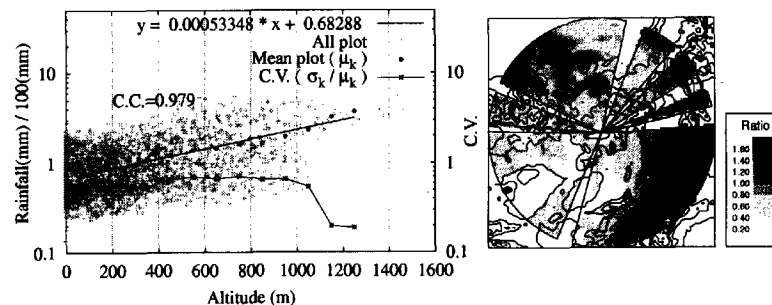 y = 0.00053348 * x + 0.68288
All plot
Mean plot ( μk )
C.V.( σk / μk )
C.C.=0.979
Rainfall(mm) / 100(mm)
10
1
0.1
0 200 400 600 800 1000 1200 1400 1600
Altitude (m)
10
1
0.1
C.V.
Ratio
1.80
1.40
1.20
1.00
0.80
0.60
0.40
0.20